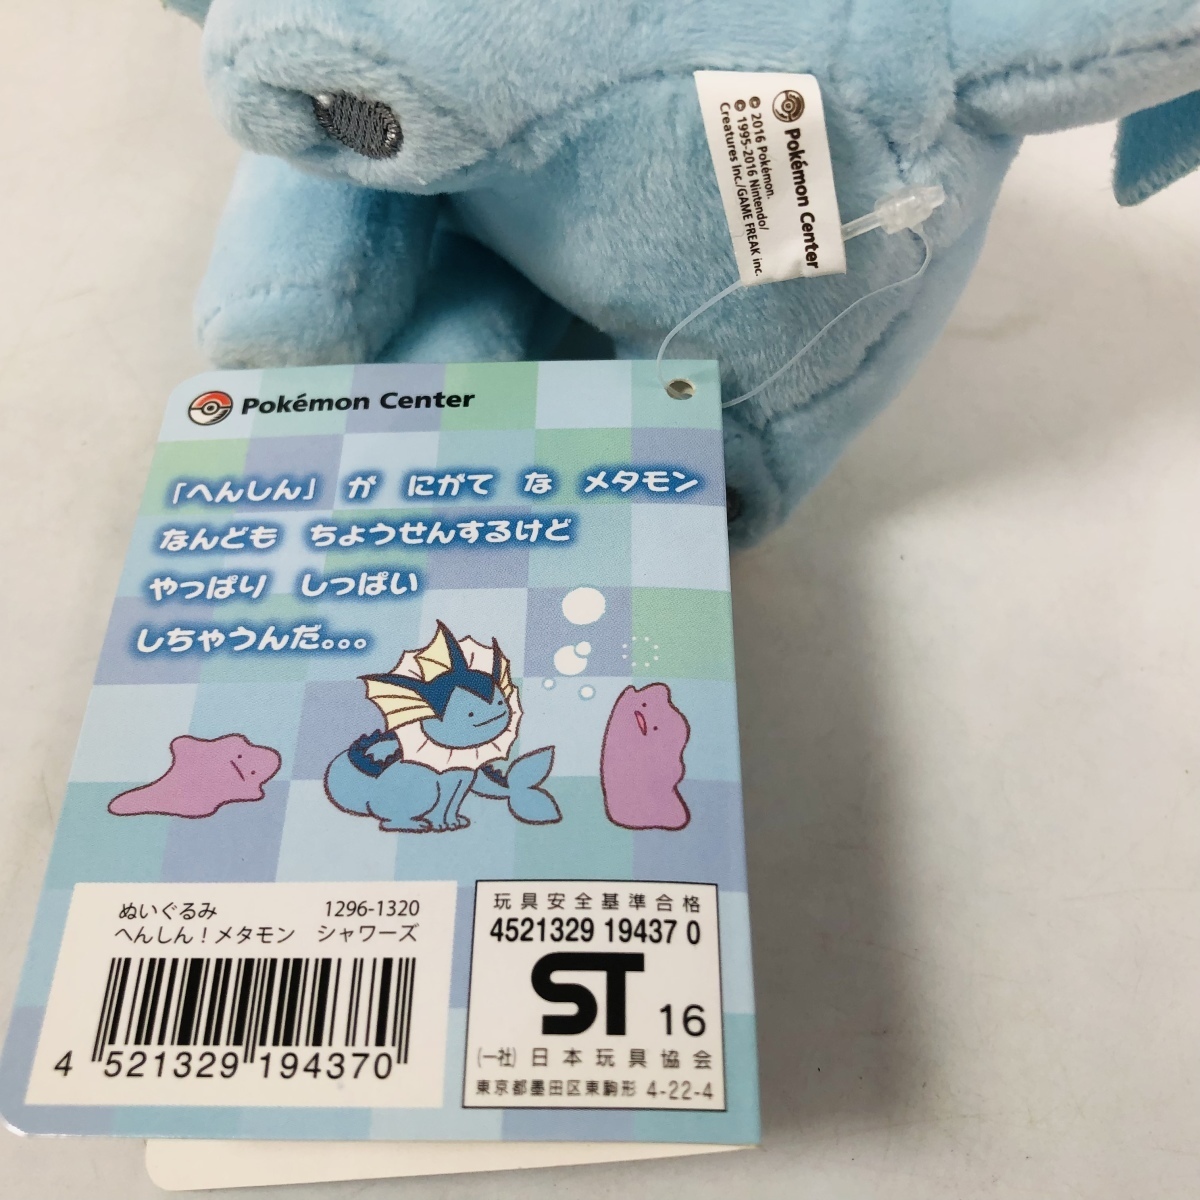 Pokémon Center
© 2016 Pokémon.
© 1995-2016 Nintendo/
Creatures Inc./GAME FREAK inc.
Pokémon Center
「へんしん」 が にがて な メタモン
なんども ちょうせんするけど
やっぱり しっぱい
しちゃうんだ。。。
ぬいぐるみ 1296-1320
へんしん！メタモン シャワーズ
4 521329 194370
玩具安全基準合格
4521329 19437 0
ST 16
(一社) 日本玩具協会
東京都墨田区東駒形 4-22-4